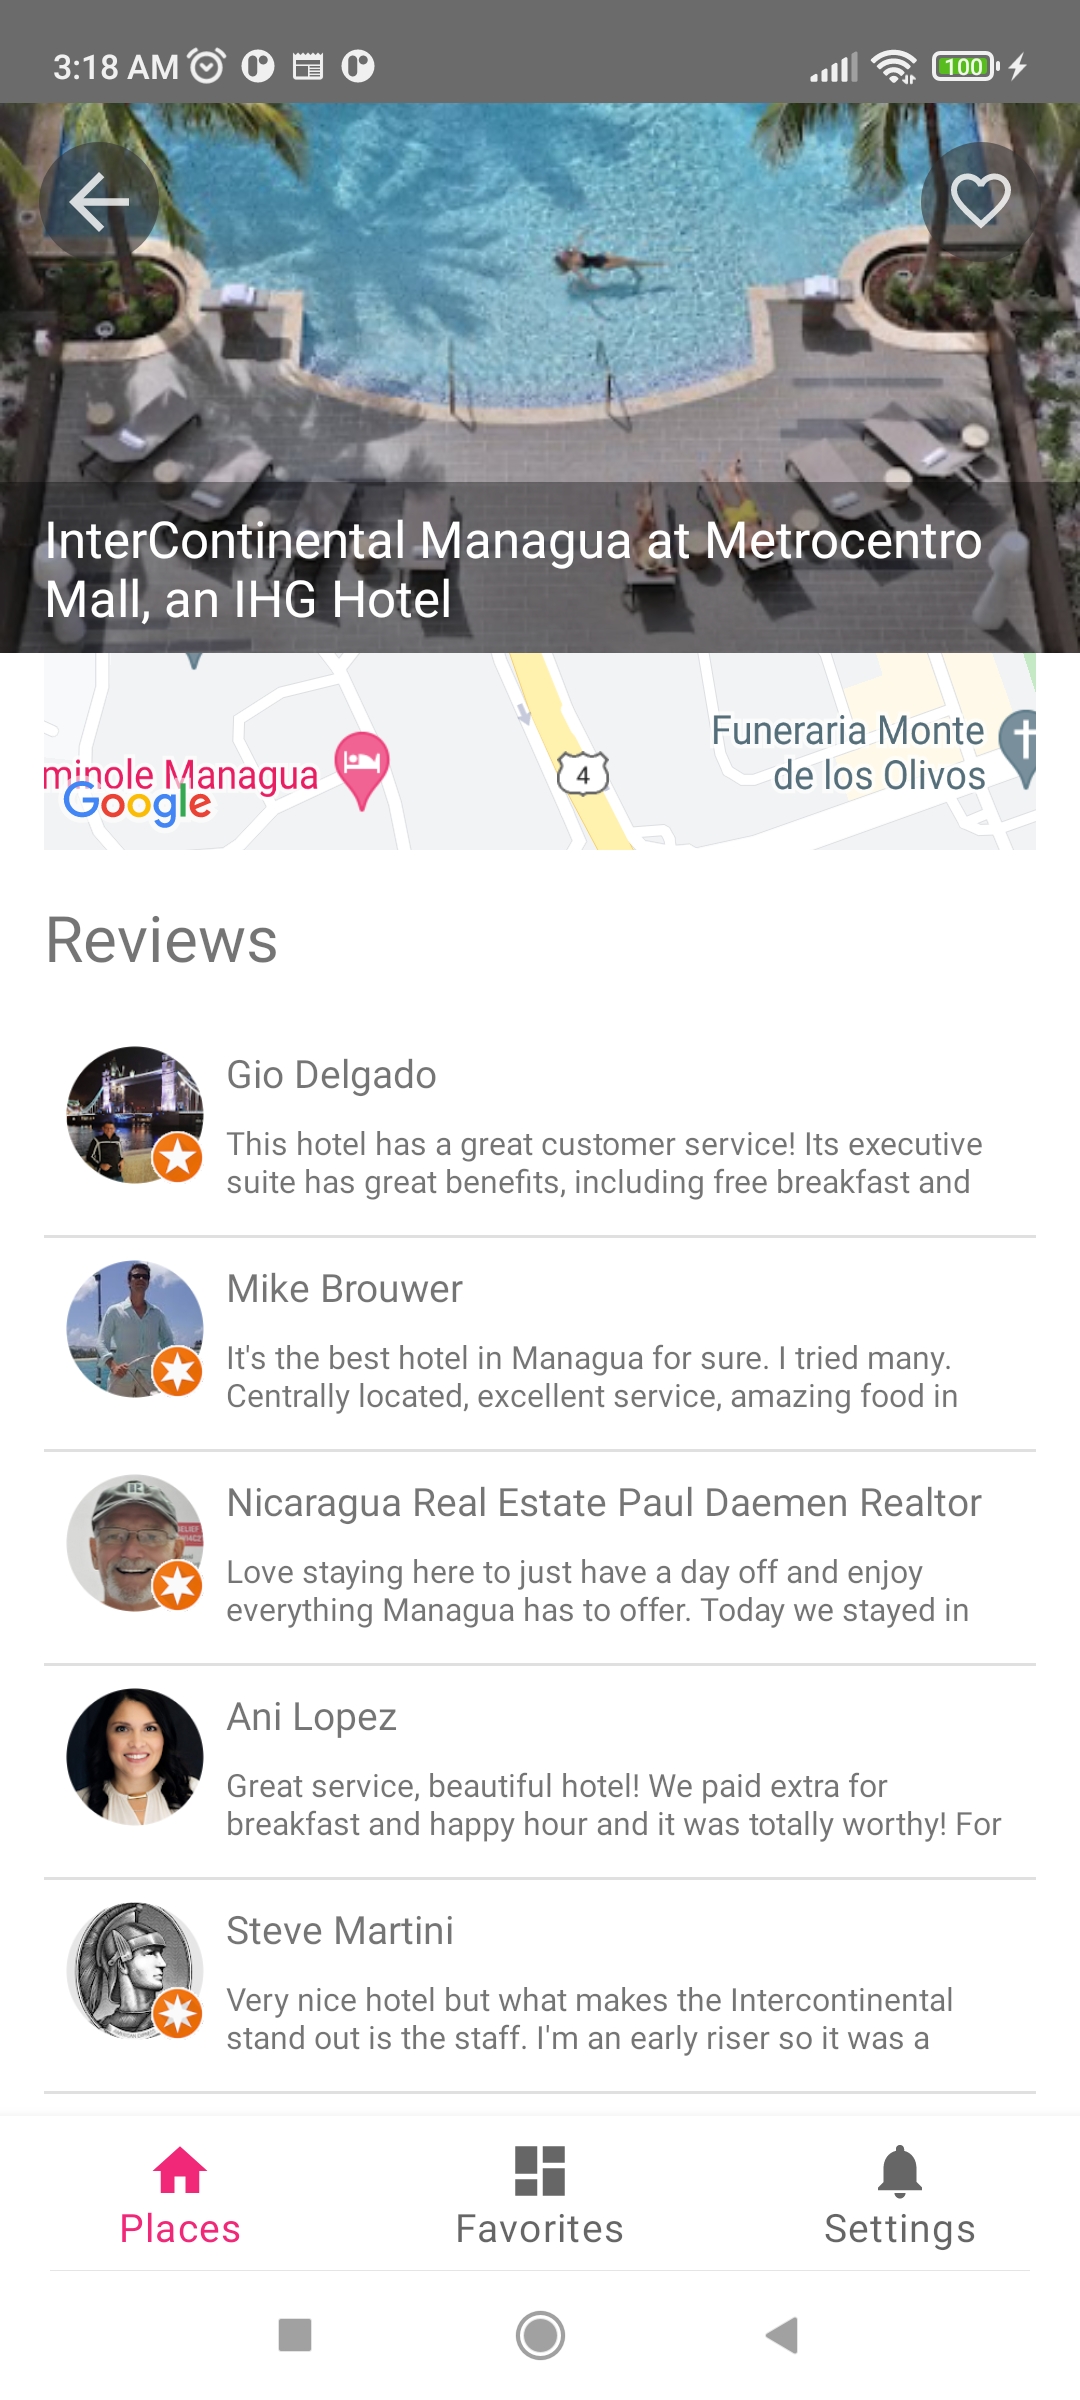 3:18 AM
100
InterContinental Managua at Metrocentro
Mall, an IHG Hotel
Funeraria Monte
de los Olivos
minole Managua
4
Google
Reviews
Gio Delgado
This hotel has a great customer service! Its executive
suite has great benefits, including free breakfast and
Mike Brouwer
It's the best hotel in Managua for sure. I tried many.
Centrally located, excellent service, amazing food in
Nicaragua Real Estate Paul Daemen Realtor
Love staying here to just have a day off and enjoy
everything Managua has to offer. Today we stayed in
Ani Lopez
Great service, beautiful hotel! We paid extra for
breakfast and happy hour and it was totally worthy! For
Steve Martini
Very nice hotel but what makes the Intercontinental
stand out is the staff. I'm an early riser so it was a
Places
Favorites
Settings